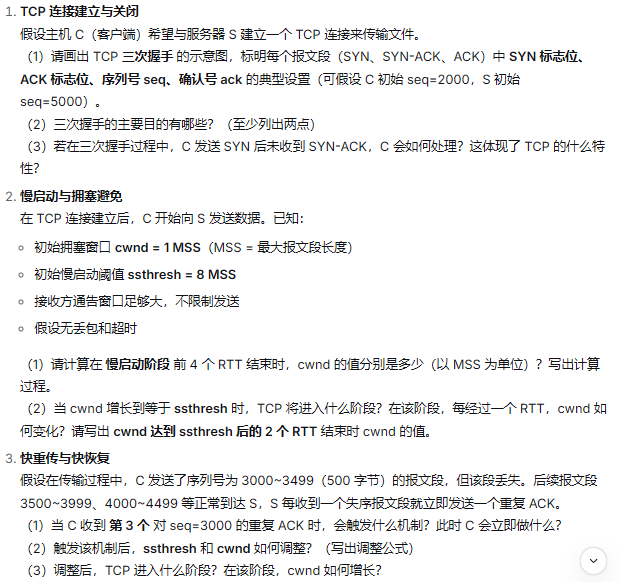 1. TCP 连接建立与关闭
假设主机 C（客户端）希望与服务器 S 建立一个 TCP 连接来传输文件。
（1）请画出 TCP 三次握手 的示意图，标明每个报文段（SYN、SYN-ACK、ACK）中 SYN 标志位、
ACK 标志位、序列号 seq、确认号 ack 的典型设置（可假设 C 初始 seq=2000，S 初始
seq=5000）。
（2）三次握手的主要目的有哪些？（至少列出两点）
（3）若在三次握手过程中，C 发送 SYN 后未收到 SYN-ACK，C 会如何处理？这体现了 TCP 的什么特
性？
2. 慢启动与拥塞避免
在 TCP 连接建立后，C 开始向 S 发送数据。已知：
○ 初始拥塞窗口 cwnd = 1 MSS（MSS = 最大报文段长度）
○ 初始慢启动阈值 ssthresh = 8 MSS
○ 接收方通告窗口足够大，不限制发送
○ 假设无丢包和超时
（1）请计算在 慢启动阶段 前 4 个 RTT 结束时，cwnd 的值分别是多少（以 MSS 为单位）？写出计算
过程。
（2）当 cwnd 增长到等于 ssthresh 时，TCP 将进入什么阶段？在该阶段，每经过一个 RTT，cwnd 如
何变化？请写出 cwnd 达到 ssthresh 后的 2 个 RTT 结束时 cwnd 的值。
3. 快重传与快恢复
假设在传输过程中，C 发送了序列号为 3000~3499（500 字节）的报文段，但该段丢失。后续报文段
3500~3999、4000~4499 等正常到达 S，S 每收到一个失序报文段就立即发送一个重复 ACK。
（1）当 C 收到 第 3 个 对 seq=3000 的重复 ACK 时，会触发什么机制？此时 C 会立即做什么？
（2）触发该机制后，ssthresh 和 cwnd 如何调整？（写出调整公式）
（3）调整后，TCP 进入什么阶段？在该阶段，cwnd 如何增长？